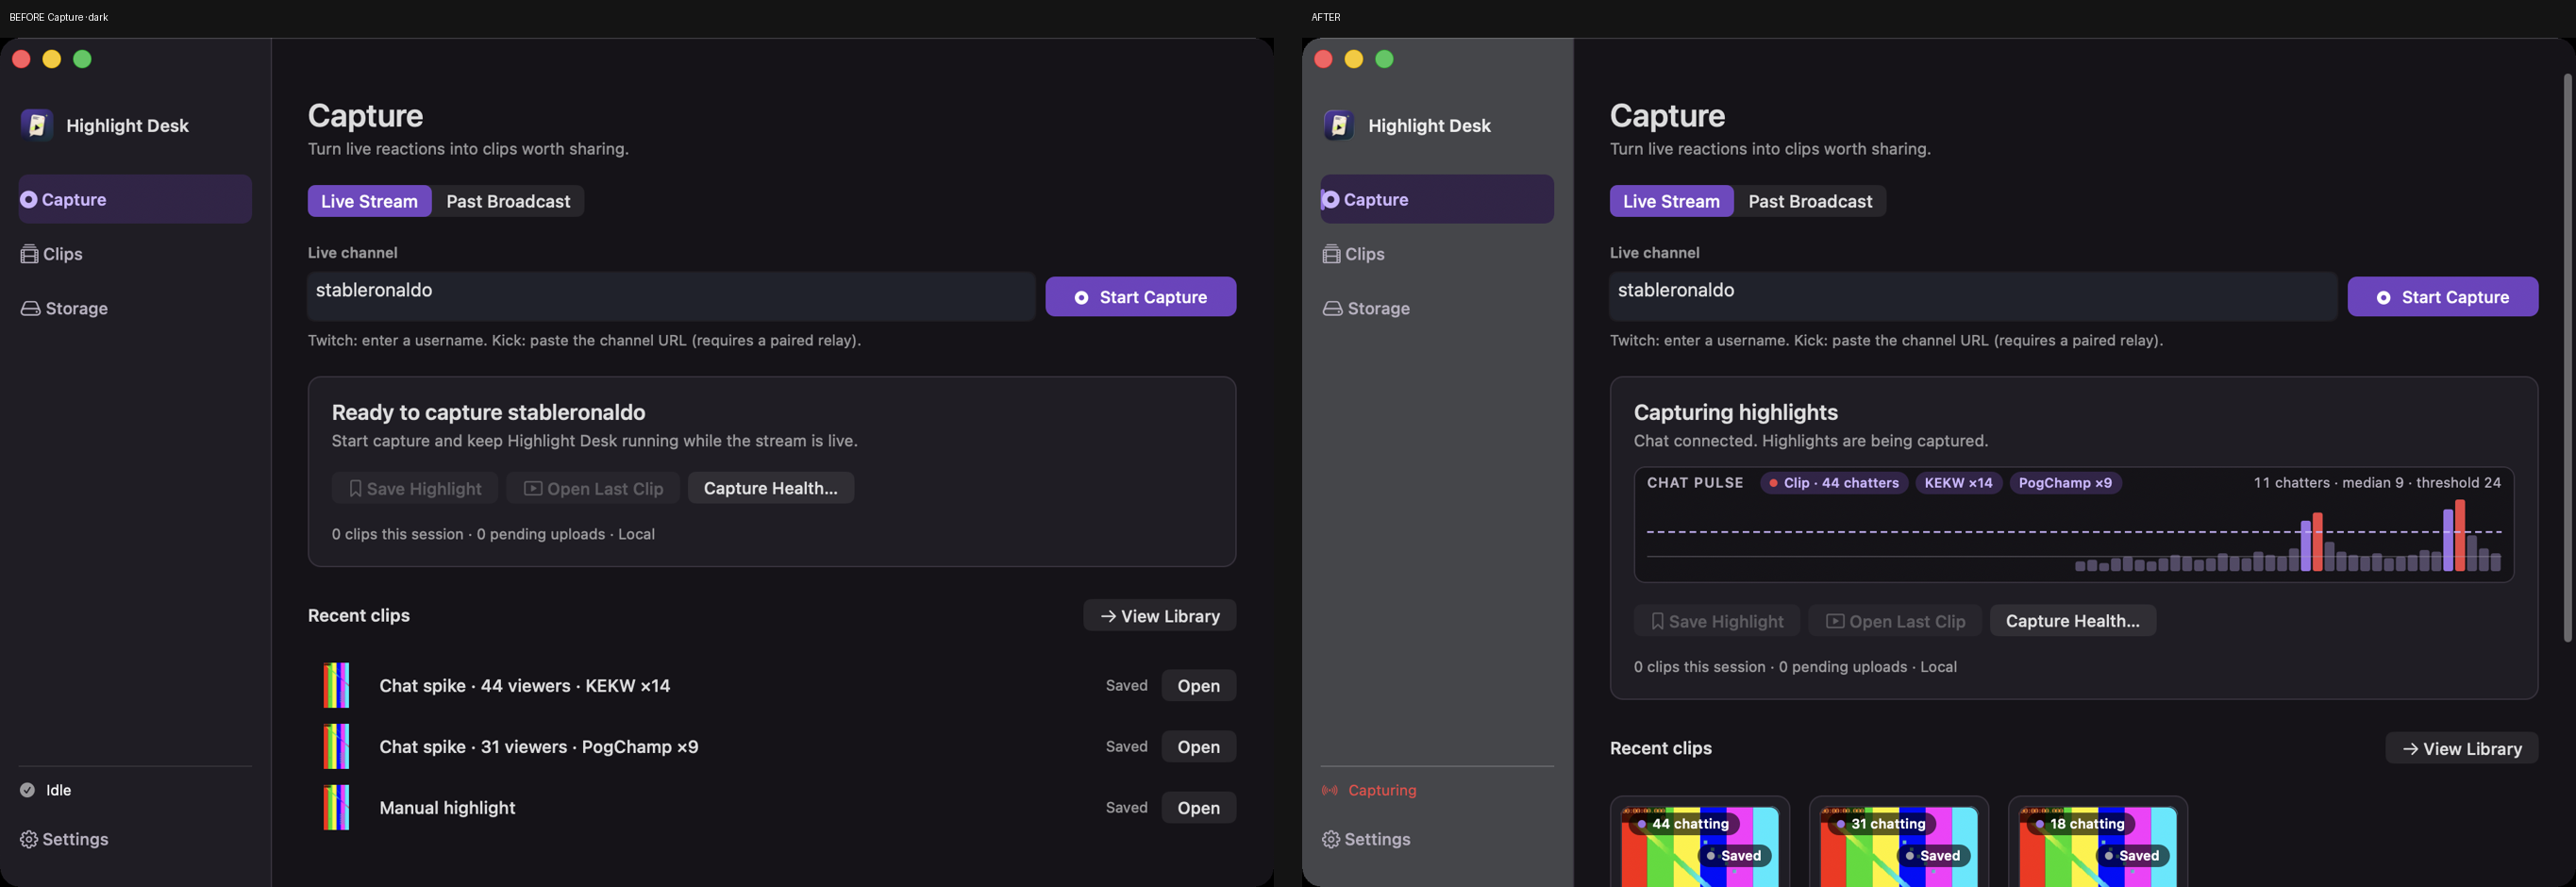 BEFORE Capture·dark
Highlight Desk
Capture
Clips
Storage
Idle
Settings
Capture
Turn live reactions into clips worth sharing.
Live Stream
Past Broadcast
Live channel
stableronaldo
Start Capture
Twitch: enter a username. Kick: paste the channel URL (requires a paired relay).
Ready to capture stableronaldo
Start capture and keep Highlight Desk running while the stream is live.
Save Highlight
Open Last Clip
Capture Health...
0 clips this session · 0 pending uploads · Local
Recent clips
→ View Library
Chat spike · 44 viewers · KEKW ×14
Saved
Open
Chat spike · 31 viewers · PogChamp ×9
Saved
Open
Manual highlight
Saved
Open
AFTER
Highlight Desk
Capture
Clips
Storage
Capturing
Settings
Capture
Turn live reactions into clips worth sharing.
Live Stream
Past Broadcast
Live channel
stableronaldo
Start Capture
Twitch: enter a username. Kick: paste the channel URL (requires a paired relay).
Capturing highlights
Chat connected. Highlights are being captured.
CHAT PULSE
Clip · 44 chatters
KEKW ×14
PogChamp ×9
11 chatters · median 9 · threshold 24
Save Highlight
Open Last Clip
Capture Health...
0 clips this session · 0 pending uploads · Local
Recent clips
→ View Library
44 chatting
Saved
31 chatting
Saved
18 chatting
Saved